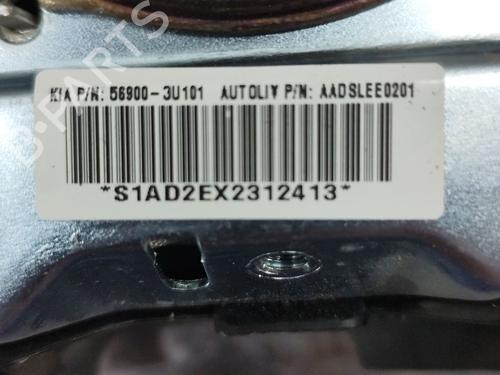 KIA P/N: 56900-3U101 AUTOLIV P/N: AADSLEE0201
*S1AD2EX2312413*
D-PARTS